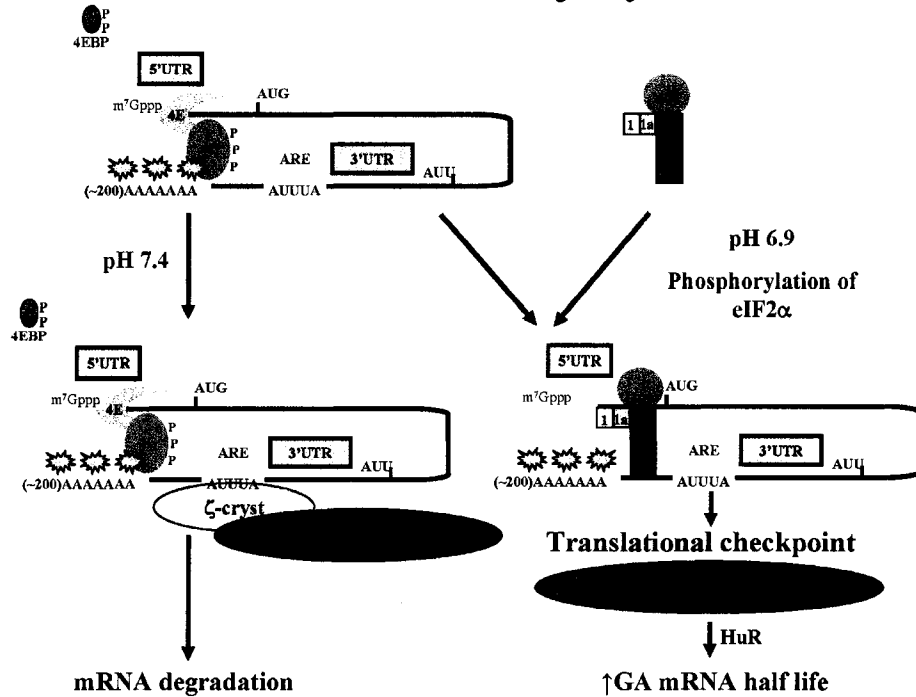 P
P
4EBP
5'UTR
AUG
m⁷Gppp
4E
P
P
P
ARE
3'UTR
AUU
(~200)AAAAAAA
AUUUA
1
1a
pH 7.4
pH 6.9
Phosphorylation of
eIF2α
P
P
4EBP
5'UTR
AUG
m⁷Gppp
4E
P
P
P
ARE
3'UTR
AUU
(~200)AAAAAAA
AUUUA
ζ-cryst
5'UTR
AUG
m⁷Gppp
1
1a
ARE
3'UTR
AUU
(~200)AAAAAAA
AUUUA
Translational checkpoint
HuR
mRNA degradation
↑GA mRNA half life